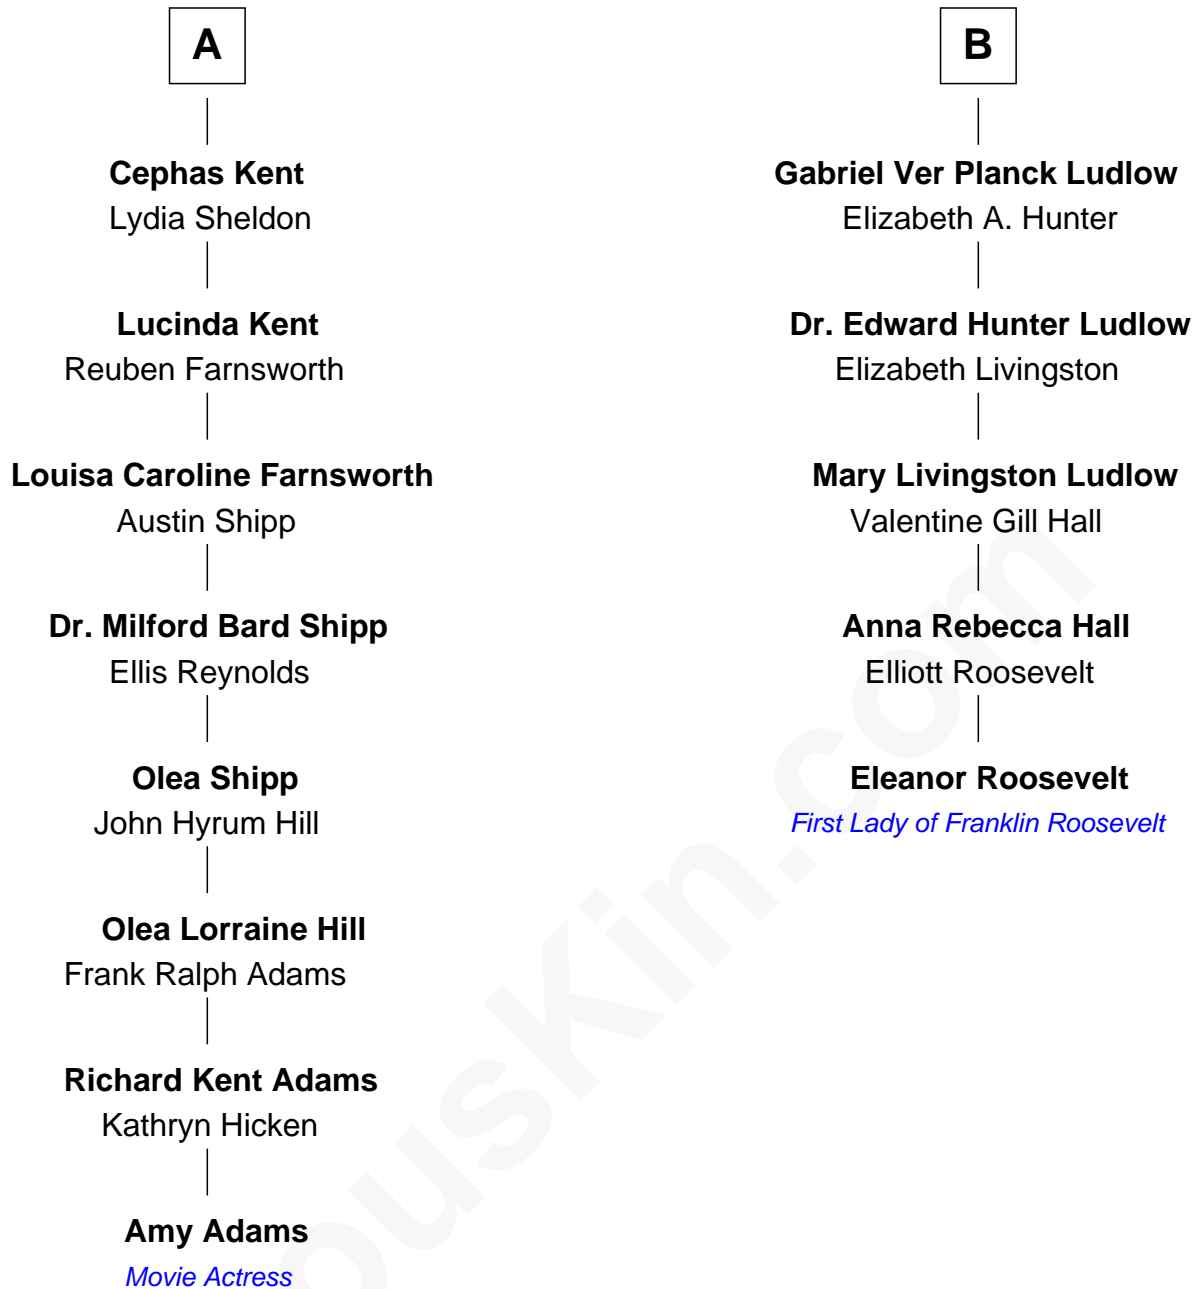 A
Cephas Kent
Lydia Sheldon
Lucinda Kent
Reuben Farnsworth
Louisa Caroline Farnsworth
Austin Shipp
Dr. Milford Bard Shipp
Ellis Reynolds
Olea Shipp
John Hyrum Hill
Olea Lorraine Hill
Frank Ralph Adams
Richard Kent Adams
Kathryn Hicken
Amy Adams
Movie Actress
B
Gabriel Ver Planck Ludlow
Elizabeth A. Hunter
Dr. Edward Hunter Ludlow
Elizabeth Livingston
Mary Livingston Ludlow
Valentine Gill Hall
Anna Rebecca Hall
Elliott Roosevelt
Eleanor Roosevelt
First Lady of Franklin Roosevelt
ousKin.com